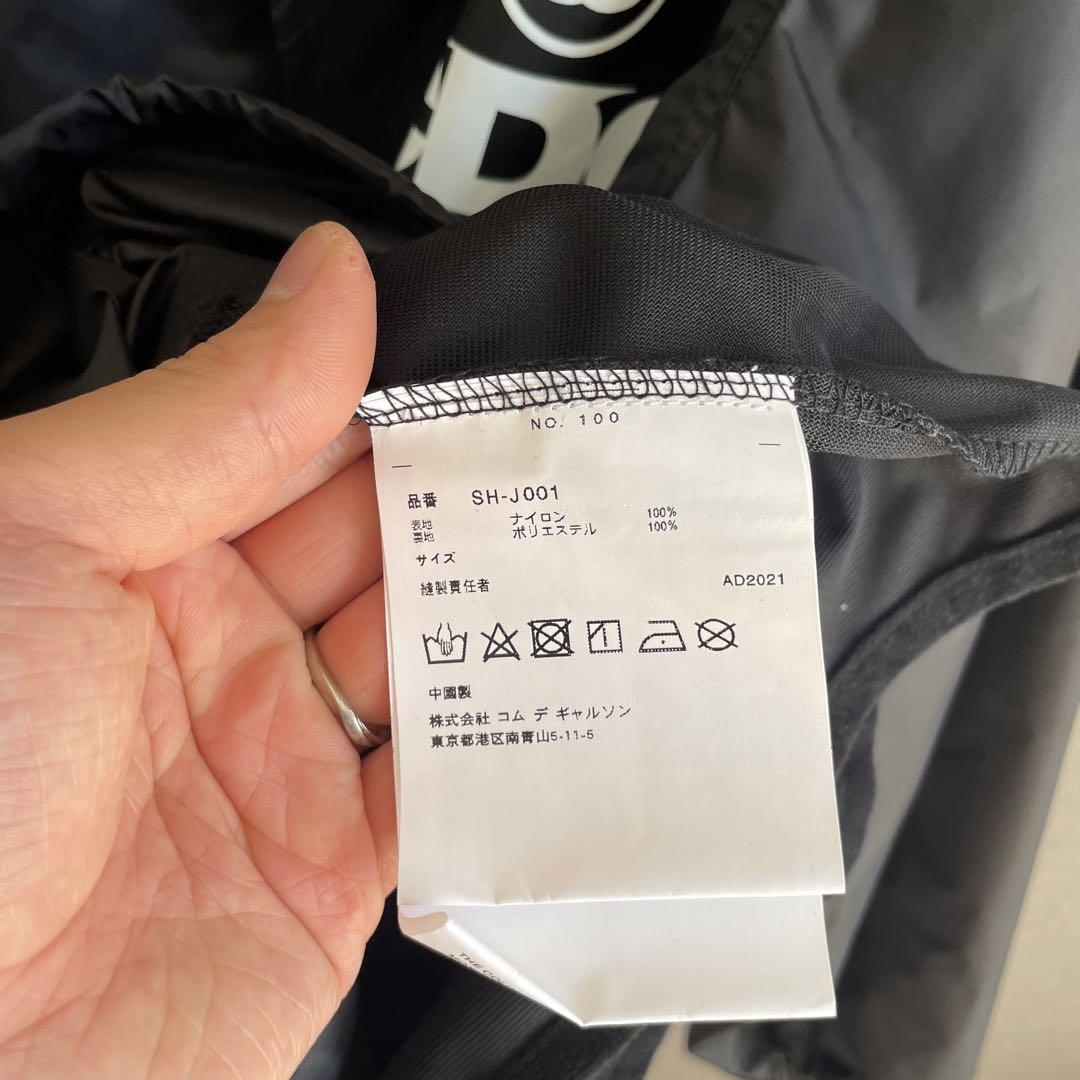 NO. 100
品番 SH-J001
表地 ナイロン 100%
裏地 ポリエステル 100%
サイズ
縫製責任者 AD2021
中國製
株式会社 コム デ ギャルソン
東京都港区南青山5-11-5